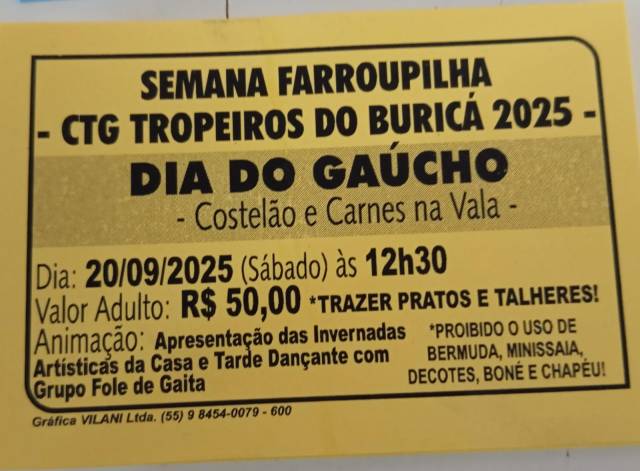 SEMANA FARROUPILHA
- CTG TROPEIROS DO BURICÁ 2025 -
DIA DO GAÚCHO
- Costelão e Carnes na Vala -
Dia: 20/09/2025 (Sábado) às 12h30
Valor Adulto: R$ 50,00 *TRAZER PRATOS E TALHERES!
Animação: Apresentação das Invernadas
Artísticas da Casa e Tarde Dançante com
Grupo Fole de Gaita
*PROIBIDO O USO DE
BERMUDA, MINISSAIA,
DECOTES, BONÉ E CHAPÉU!
Gráfica VILANI Ltda. (55) 9 8454-0079 - 600